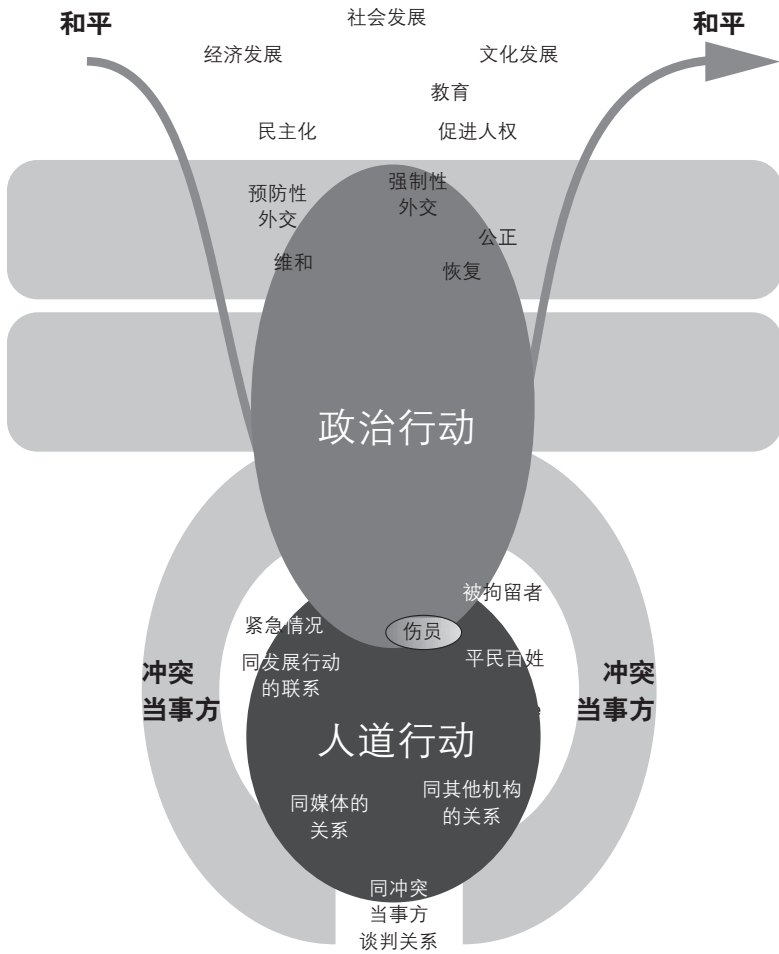 社会发展
和平
和平
经济发展
文化发展
教育
民主化
促进人权
强制性
外交
预防性
外交
公正
维和
恢复
政治行动
被拘留者
紧急情况
伤员
同发展行动
的联系
平民百姓
冲突
当事方
冲突
当事方
人道行动
同媒体的
关系
同其他机构
的关系
同冲突
当事方
谈判关系